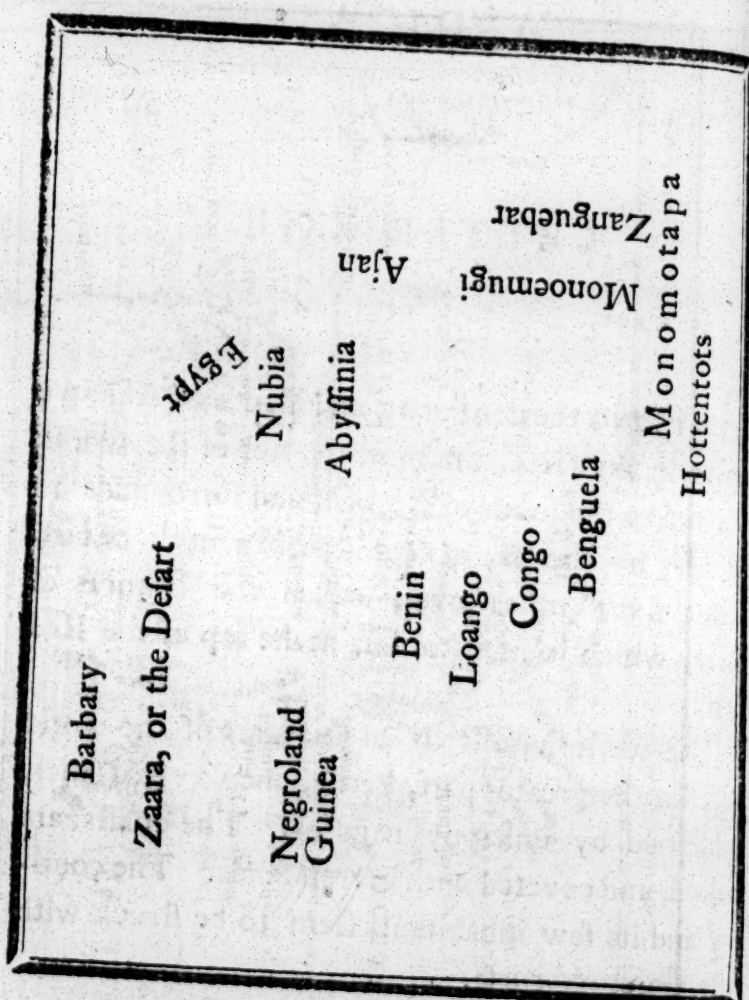 Barbary
Zaara, or the Deſart
Egypt
Negroland
Nubia
Guinea
Abyſſinia
Ajan
Benin
Loango
Monoemugi
Congo
Zanguebar
Benguela
Monomotapa
Hottentots